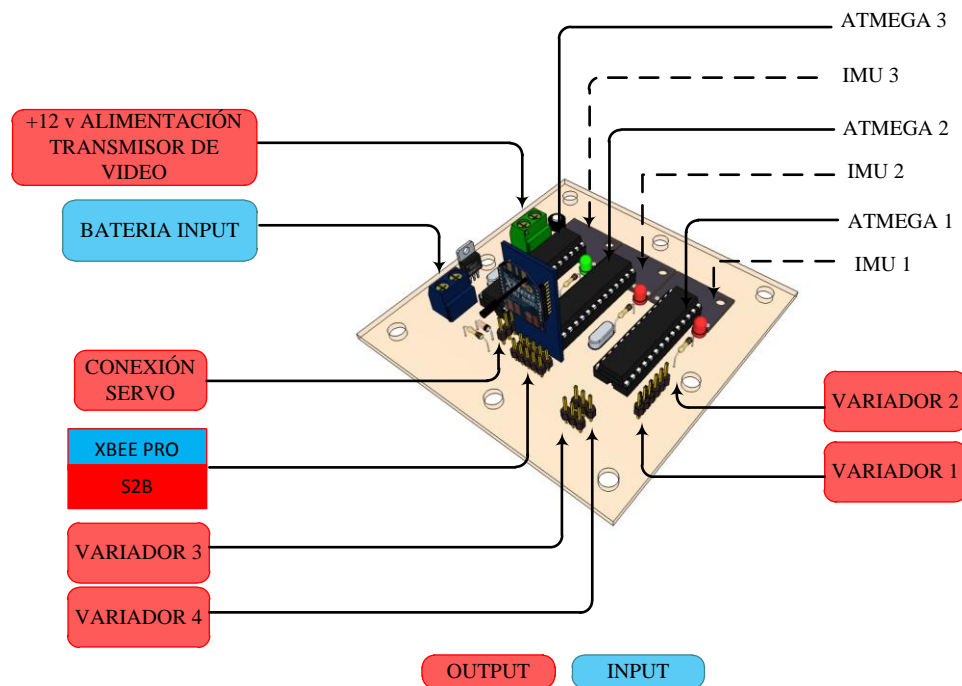 ATMEGA 3
IMU 3
+12 v ALIMENTACIÓN
TRANSMISOR DE
VIDEO
ATMEGA 2
IMU 2
BATERIA INPUT
ATMEGA 1
IMU 1
CONEXIÓN
SERVO
VARIADOR 2
XBEE PRO
S2B
VARIADOR 1
VARIADOR 3
VARIADOR 4
OUTPUT
INPUT